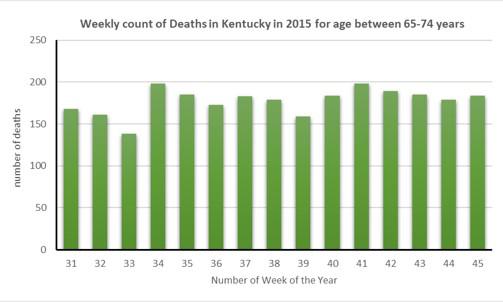 Weekly count of Deaths in Kentucky in 2015 for age between 65-74 years
250
200
150
100
50
0
number of deaths
31 32 33 34 35 36 37 38 39 40 41 42 43 44 45
Number of Week of the Year